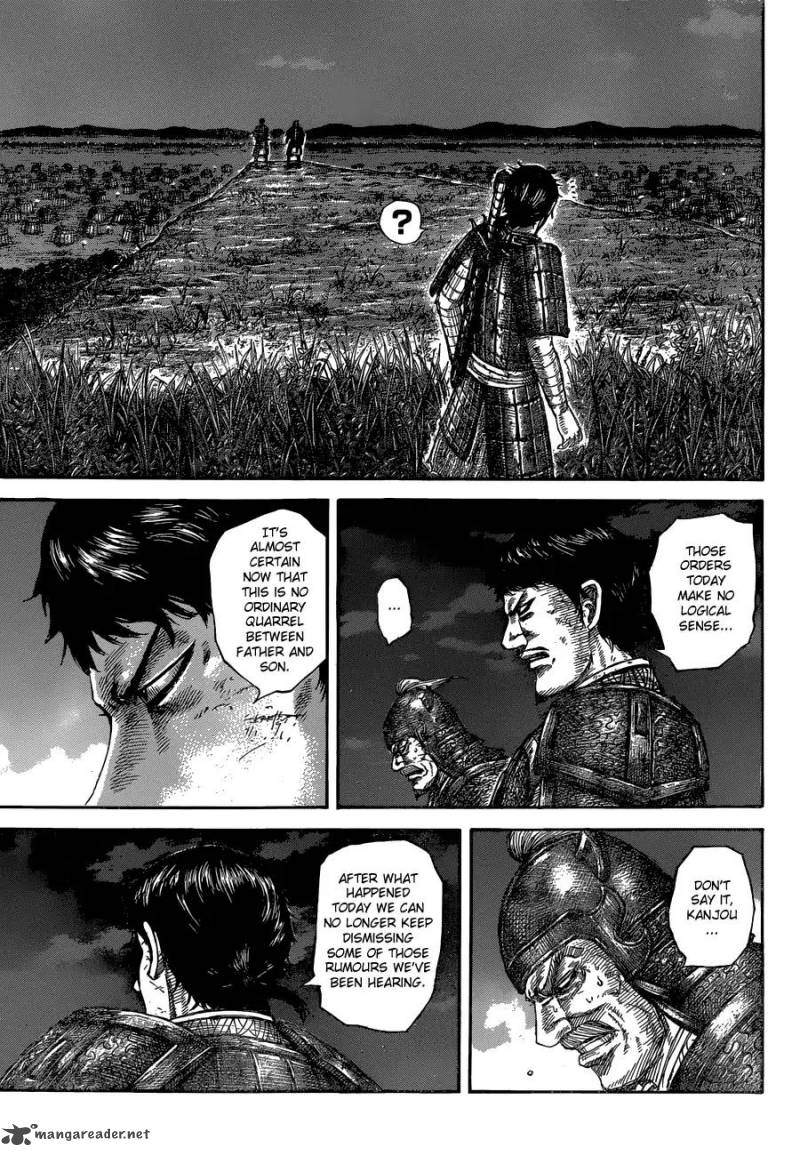 ?
THOSE
ORDERS
TODAY
MAKE NO
LOGICAL
SENSE...
...
IT'S
ALMOST
CERTAIN
NOW THAT
THIS IS NO
ORDINARY
QUARREL
BETWEEN
FATHER AND
SON.
DON'T
SAY IT,
KANJOU
...
AFTER WHAT
HAPPENED
TODAY WE CAN
NO LONGER KEEP
DISMISSING
SOME OF THOSE
RUMOURS WE'VE
BEEN HEARING.
mangareader.net